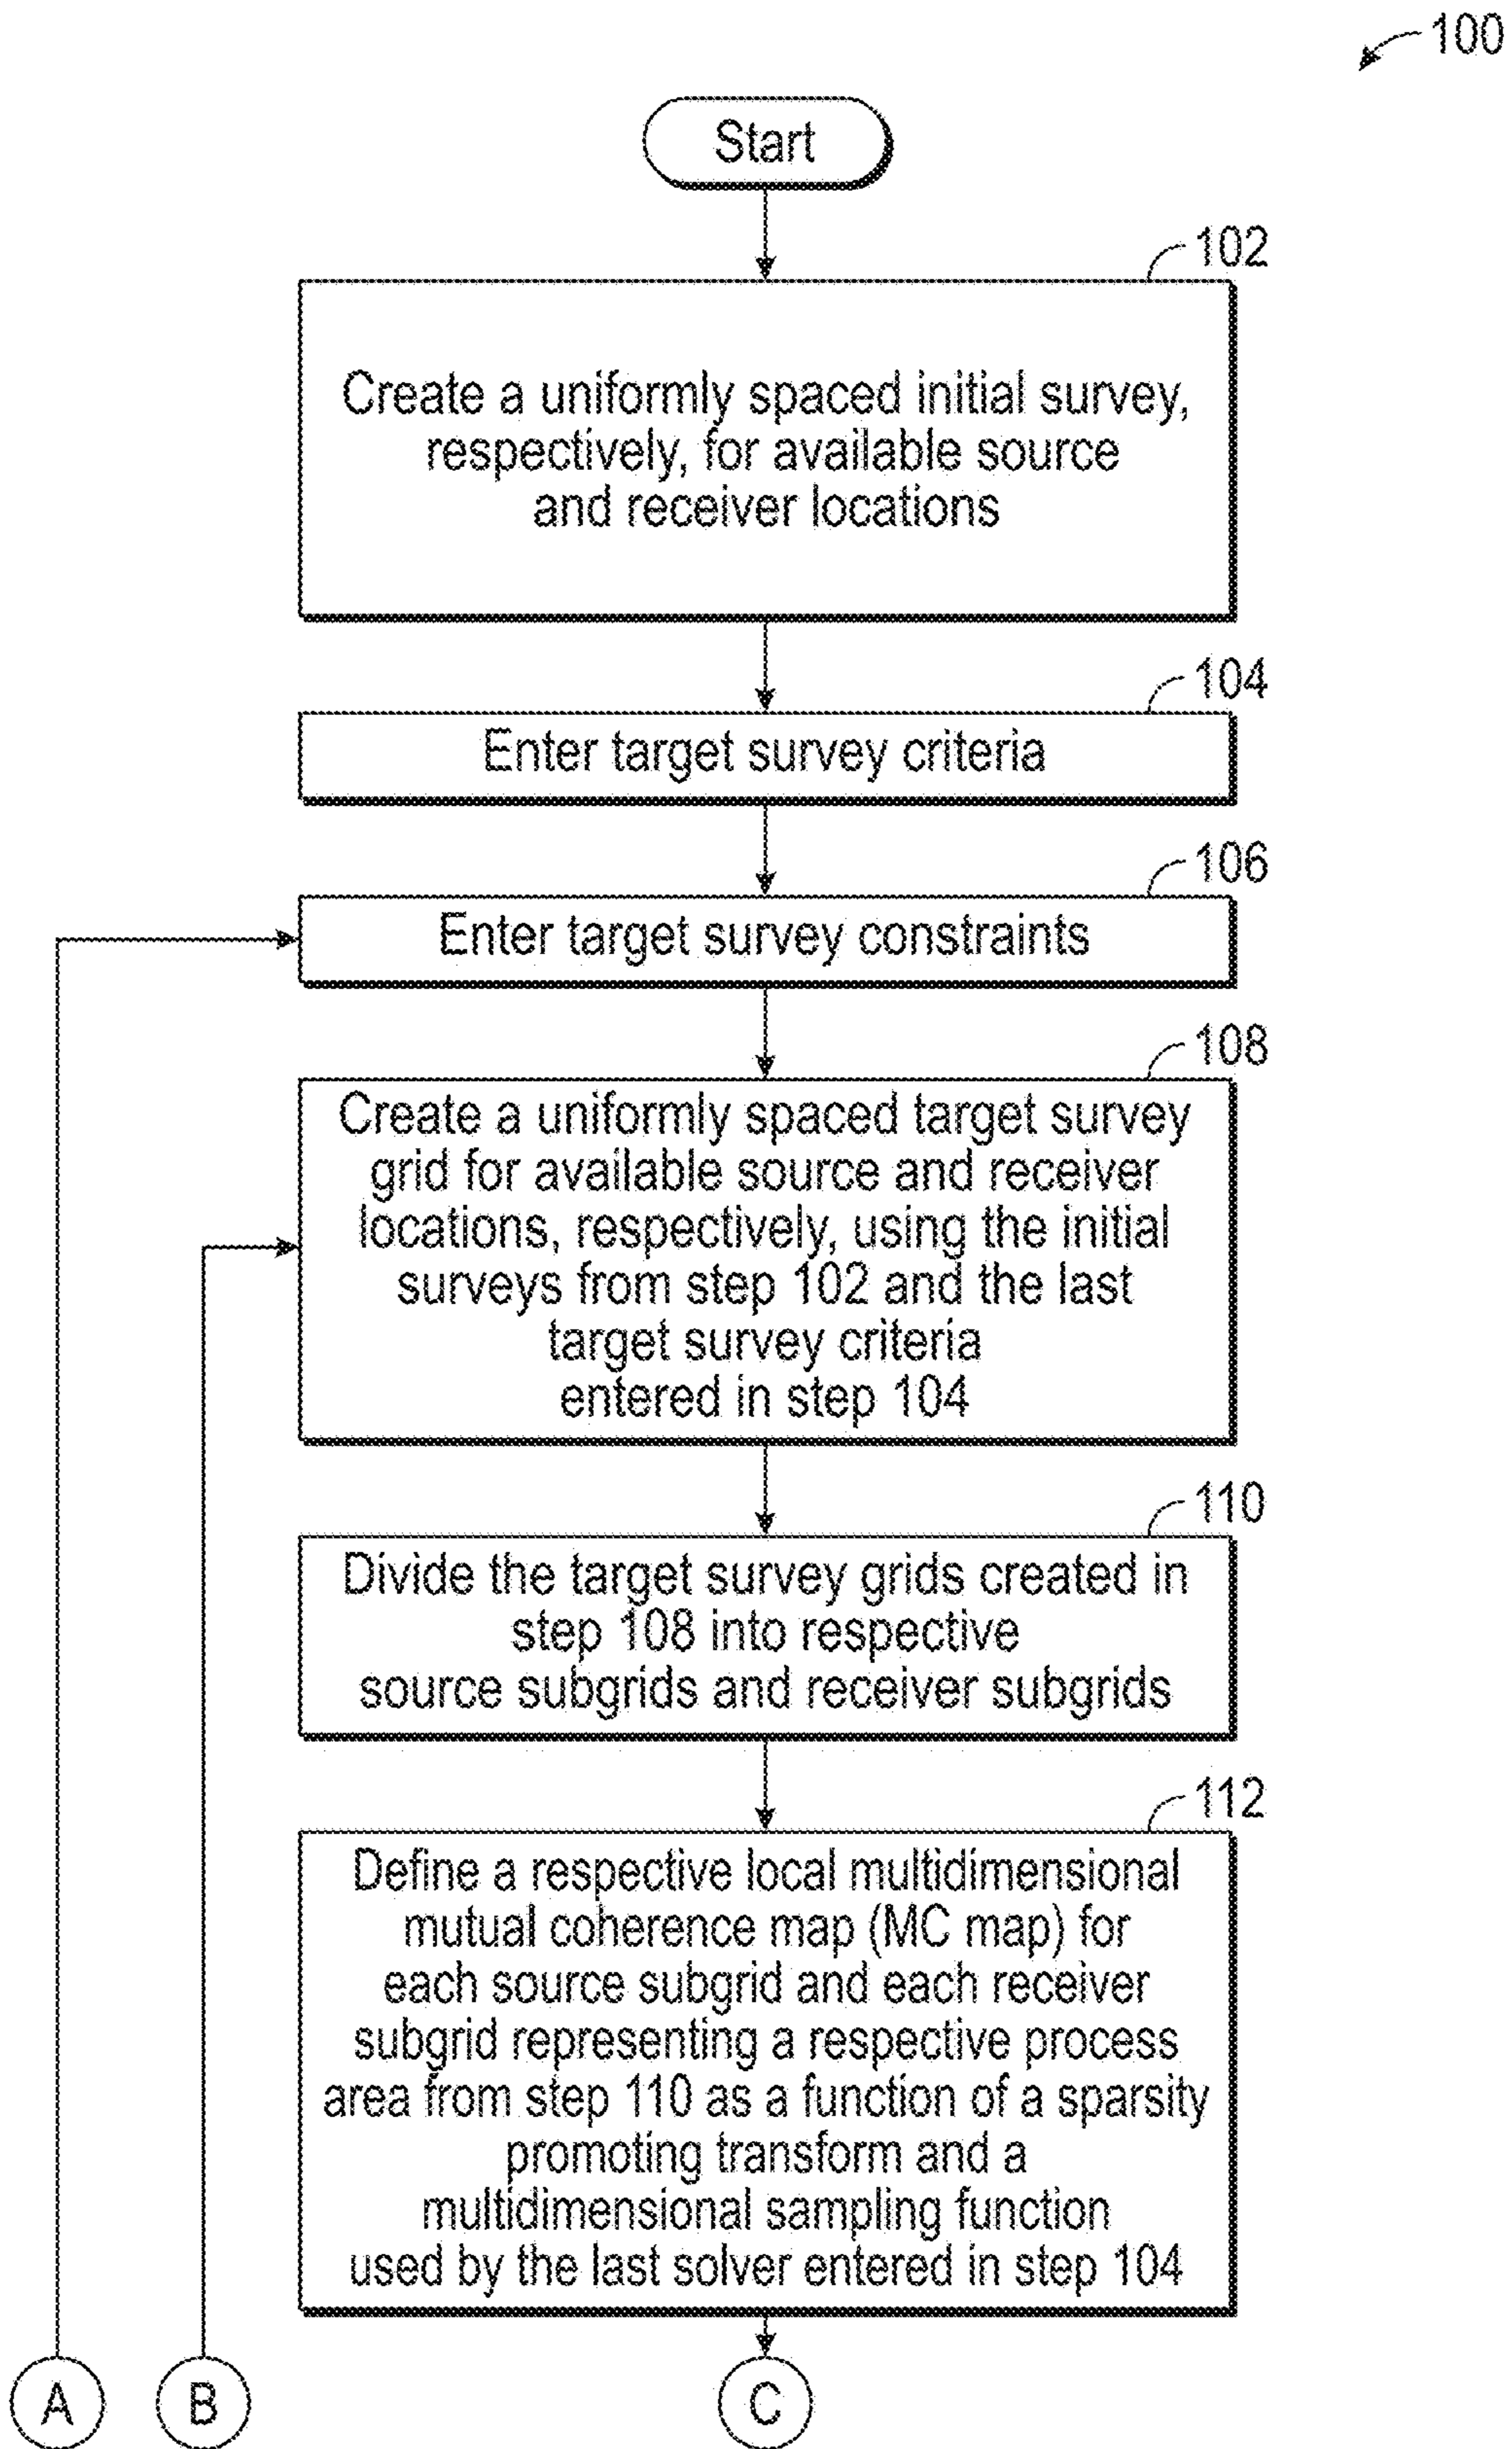 100
Start
102
Create a uniformly spaced initial survey,
respectively, for available source
and receiver locations
104
Enter target survey criteria
106
Enter target survey constraints
108
Create a uniformly spaced target survey
grid for available source and receiver
locations, respectively, using the initial
surveys from step 102 and the last
target survey criteria
entered in step 104
110
Divide the target survey grids created in
step 108 into respective
source subgrids and receiver subgrids
112
Define a respective local multidimensional
mutual coherence map (MC map) for
each source subgrid and each receiver
subgrid representing a respective process
area from step 110 as a function of a sparsity
promoting transform and a
multidimensional sampling function
used by the last solver entered in step 104
A
B
C